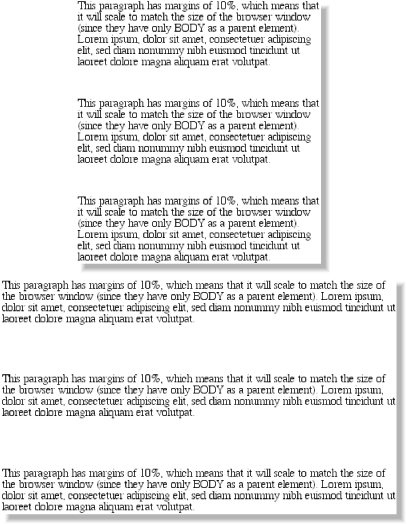 This paragraph has margins of 10%, which means that
it will scale to match the size of the browser window
(since they have only BODY as a parent element).
Lorem ipsum, dolor sit amet, consectetuer adipiscing
elit, sed diam nonummy nibh euismod tincidunt ut
laoreet dolore magna aliquam erat volutpat.
This paragraph has margins of 10%, which means that
it will scale to match the size of the browser window
(since they have only BODY as a parent element).
Lorem ipsum, dolor sit amet, consectetuer adipiscing
elit, sed diam nonummy nibh euismod tincidunt ut
laoreet dolore magna aliquam erat volutpat.
This paragraph has margins of 10%, which means that
it will scale to match the size of the browser window
(since they have only BODY as a parent element).
Lorem ipsum, dolor sit amet, consectetuer adipiscing
elit, sed diam nonummy nibh euismod tincidunt ut
laoreet dolore magna aliquam erat volutpat.
This paragraph has margins of 10%, which means that it will scale to match the size of
the browser window (since they have only BODY as a parent element). Lorem ipsum,
dolor sit amet, consectetuer adipiscing elit, sed diam nonummy nibh euismod tincidunt ut
laoreet dolore magna aliquam erat volutpat.
This paragraph has margins of 10%, which means that it will scale to match the size of
the browser window (since they have only BODY as a parent element). Lorem ipsum,
dolor sit amet, consectetuer adipiscing elit, sed diam nonummy nibh euismod tincidunt ut
laoreet dolore magna aliquam erat volutpat.
This paragraph has margins of 10%, which means that it will scale to match the size of
the browser window (since they have only BODY as a parent element). Lorem ipsum,
dolor sit amet, consectetuer adipiscing elit, sed diam nonummy nibh euismod tincidunt ut
laoreet dolore magna aliquam erat volutpat.